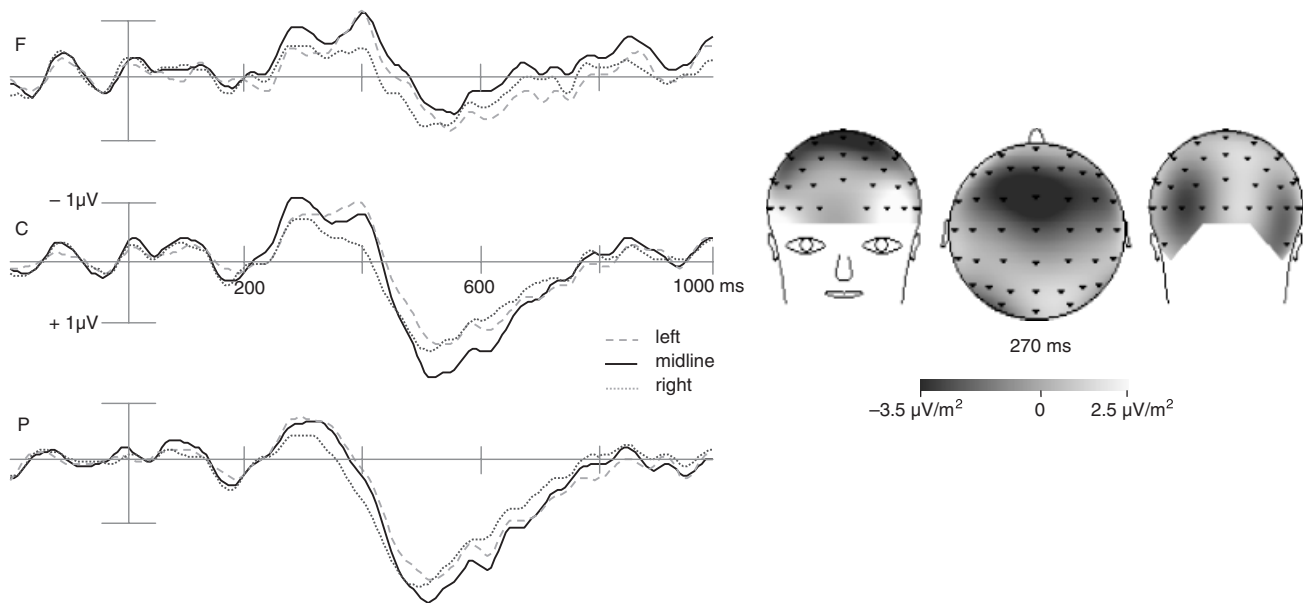 F
– 1µV
C
200
600
1000 ms
+ 1µV
left
midline
right
P
270 ms
–3.5 µV/m²
0
2.5 µV/m²